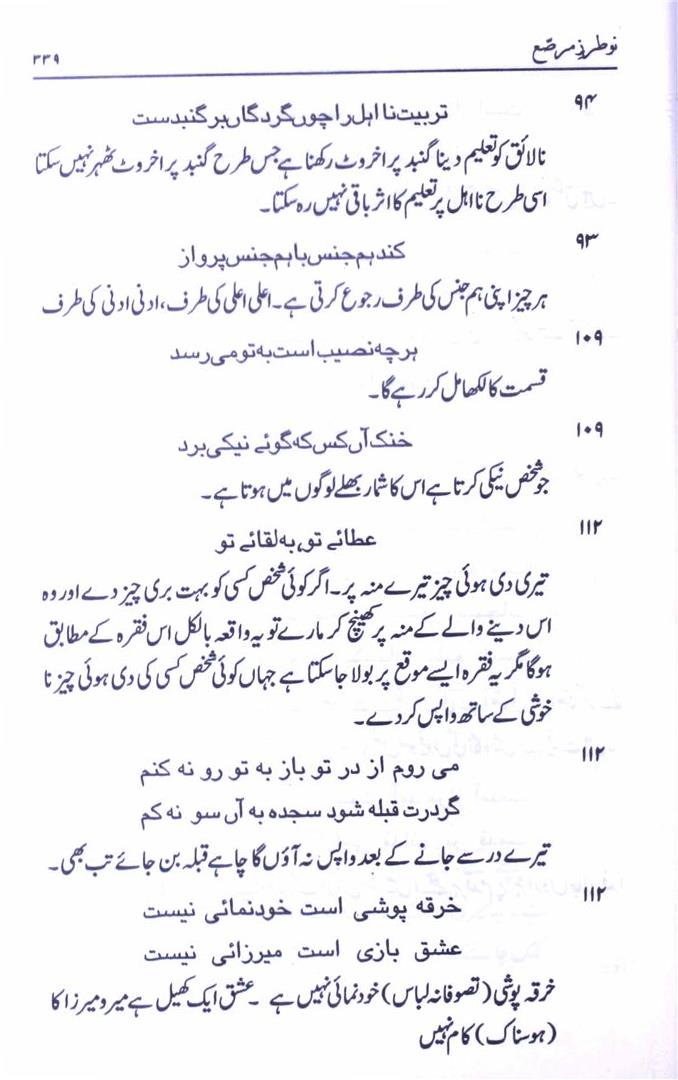 نو طرزِ مرصّع
۳۳۹
۹۴
تربیت نا اہل را چوں گردگاں بر گنبدست
نالائق کو تعلیم دینا گنبد پر اخروٹ رکھنا ہے جس طرح گنبد پر اخروٹ ٹھہر نہیں سکتا
اسی طرح نا اہل پر تعلیم کا اثر باقی نہیں رہ سکتا۔
۹۳
کند ہم جنس با ہم جنس پرواز
ہر چیز اپنی ہم جنس کی طرف رجوع کرتی ہے۔ اعلی اعلی کی طرف، ادنی ادنی کی طرف
۱۰۹
ہرچہ نصیب است بہ تو می رسد
قسمت کا لکھا مل کر رہے گا۔
۱۰۹
خنک آں کس کہ گوئے نیکی برد
جو شخص نیکی کرتا ہے اس کا شمار بھلے لوگوں میں ہوتا ہے۔
۱۱۲
عطائے تو، بہ لقائے تو
تیری دی ہوئی چیز تیرے منہ پر۔ اگر کوئی شخص کسی کو بہت بری چیز دے اور وہ
اس دینے والے کے منہ پر کھینچ کر مارے تو یہ واقعہ بالکل اس فقرہ کے مطابق
ہوگا مگر یہ فقرہ ایسے موقع پر بولا جا سکتا ہے جہاں کوئی شخص کسی کی دی ہوئی چیز نا
خوشی کے ساتھ واپس کر دے۔
۱۱۲
می روم از در تو باز بہ تو رو نہ کنم
گردرت قبلہ شود سجدہ بہ آں سو نہ کم
تیرے در سے جانے کے بعد واپس نہ آؤں گا چاہے قبلہ بن جائے تب بھی۔
۱۱۲
خرقہ پوشی است خودنمائی نیست
عشق بازی است میرزائی نیست
خرقہ پوشی (تصوفانہ لباس) خود نمائی نہیں ہے ۔ عشق ایک کھیل ہے میر و میرزا کا
(ہوسناک) کام نہیں